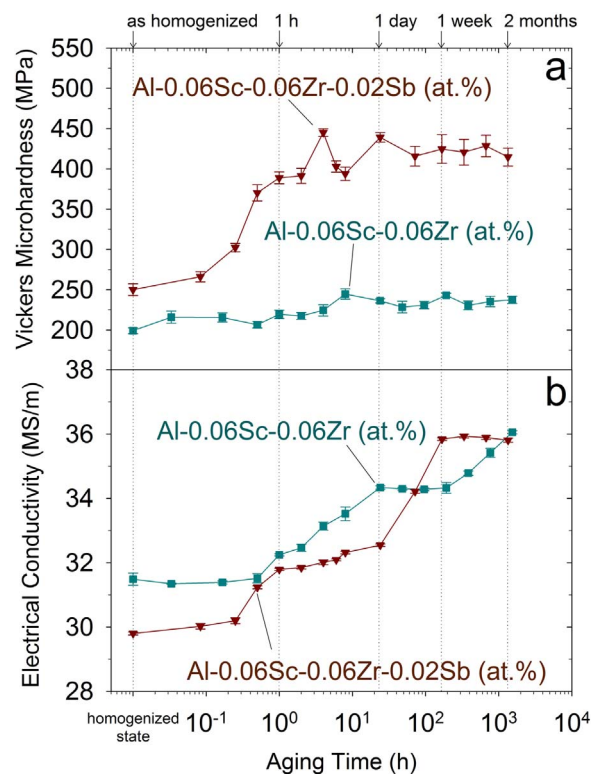 as homogenized 1 h 1 day 1 week 2 months
550
a
Al-0.06Sc-0.06Zr-0.02Sb (at.%)
500
450
400
350
Al-0.06Sc-0.06Zr (at.%)
300
250
200
Vickers Microhardness (MPa)
38
b
Al-0.06Sc-0.06Zr (at.%)
36
34
32
30
Al-0.06Sc-0.06Zr-0.02Sb (at.%)
28
Electrical Conductivity (MS/m)
homogenized
state
10⁻¹ 10⁰ 10¹ 10² 10³ 10⁴
Aging Time (h)